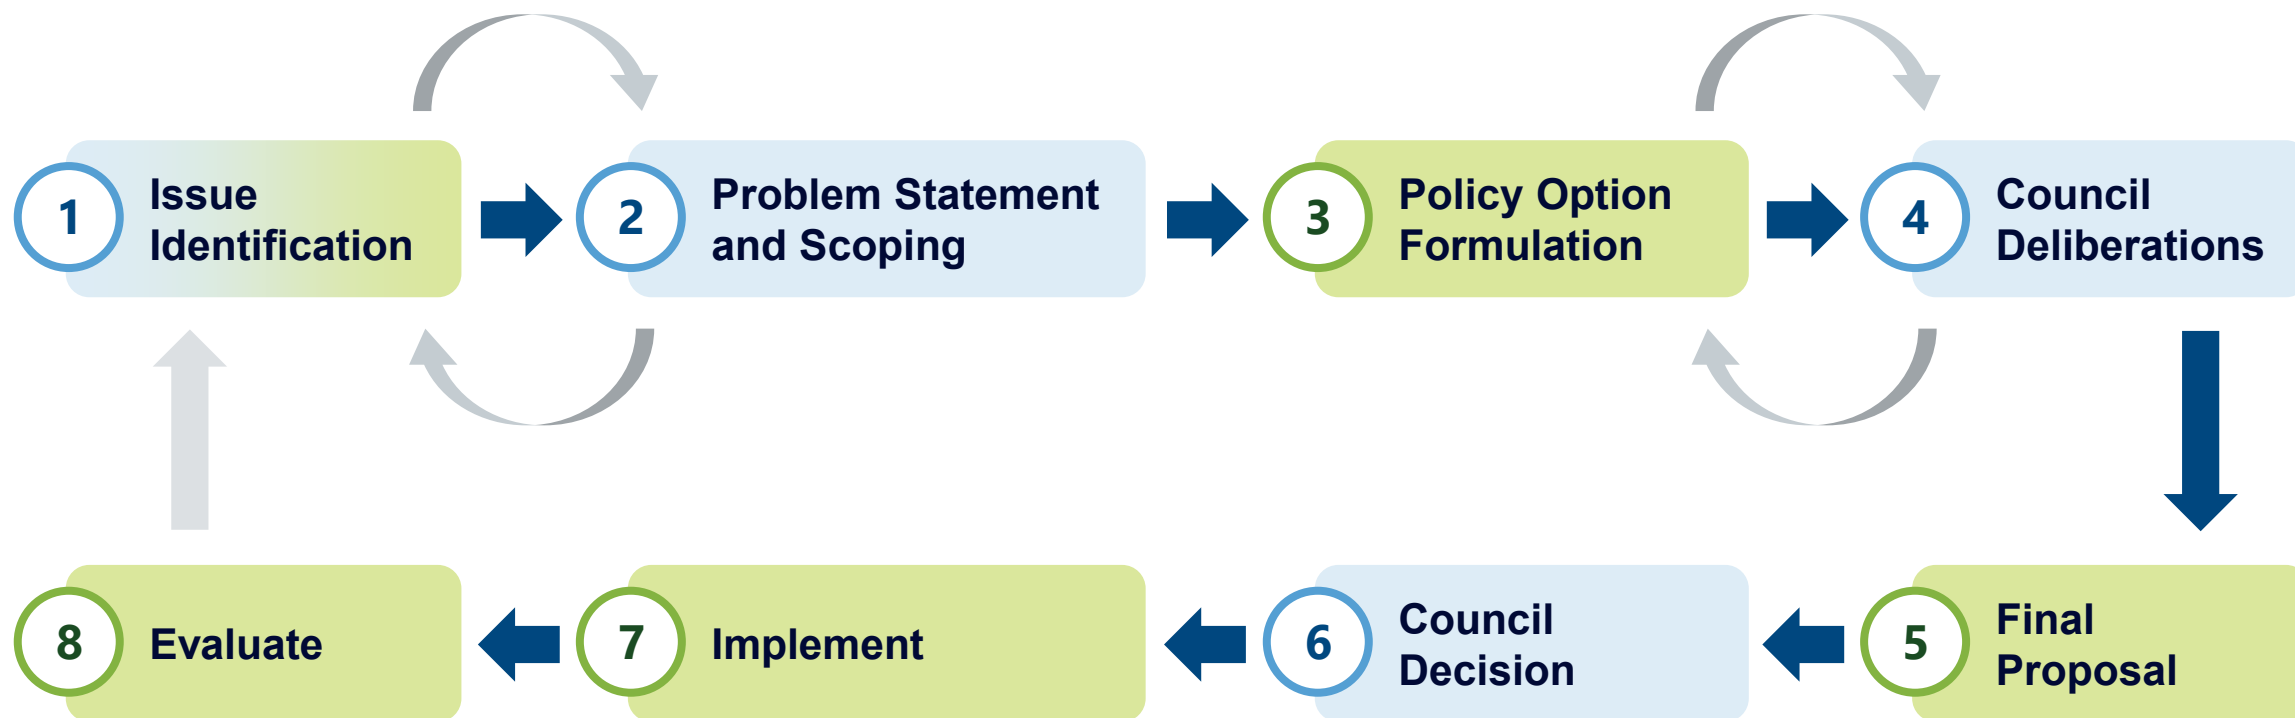 1
Issue
Identification
2
Problem Statement
and Scoping
3
Policy Option
Formulation
4
Council
Deliberations
5
Final
Proposal
6
Council
Decision
7
Implement
8
Evaluate